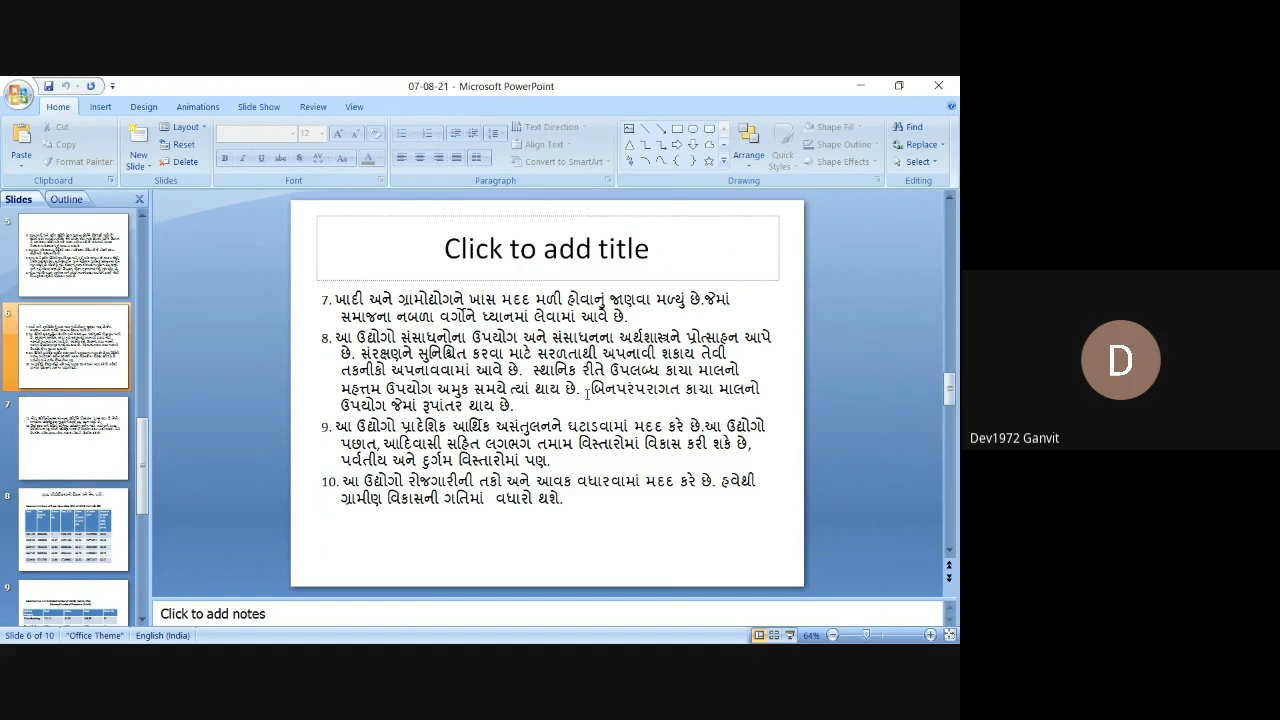 07-08-21 - Microsoft PowerPoint
Home Insert Design Animations Slide Show Review View
Cut
Copy
Format Painter
Paste
Clipboard
New
Slide
Layout
Reset
Delete
Slides
12
Font
Text Direction
Align Text
Convert to SmartArt
Paragraph
Arrange
Quick
Styles
Shape Fill
Shape Outline
Shape Effects
Drawing
Find
Replace
Select
Editing
Slides Outline
5
6
7
8
9
Click to add title
7. ખાદી અને ગ્રામોદ્યોગને ખાસ મદદ મળી હોવાનું જાણવા મળ્યું છે.જેમાં
સમાજના નબળા વર્ગોને ધ્યાનમાં લેવામાં આવે છે.
8. આ ઉદ્યોગો સંસાધનોના ઉપયોગ અને સંસાધનના અર્થશાસ્ત્રને પ્રોત્સાહન આપે
છે. સંરક્ષણને સુનિશ્ચિત કરવા માટે સરળતાથી અપનાવી શકાય તેવી
તકનીકો અપનાવવામાં આવે છે. સ્થાનિક રીતે ઉપલબ્ધ કાચા માલનો
મહત્તમ ઉપયોગ અમુક સમયે ત્યાં થાય છે. બિનપરંપરાગત કાચા માલનો
ઉપયોગ જેમાં રૂપાંતર થાય છે.
9. આ ઉદ્યોગો પ્રાદેશિક આર્થિક અસંતુલનને ઘટાડવામાં મદદ કરે છે.આ ઉદ્યોગો
પછાત, આદિવાસી સહિત લગભગ તમામ વિસ્તારોમાં વિકાસ કરી શકે છે,
પર્વતીય અને દુર્ગમ વિસ્તારોમાં પણ.
10. આ ઉદ્યોગો રોજગારીની તકો અને આવક વધારવામાં મદદ કરે છે. હવેથી
ગ્રામીણ વિકાસની ગતિમાં વધારો થશે.
Click to add notes
Slide 6 of 10 "Office Theme" English (India) 64%
D
Dev1972 Ganvit